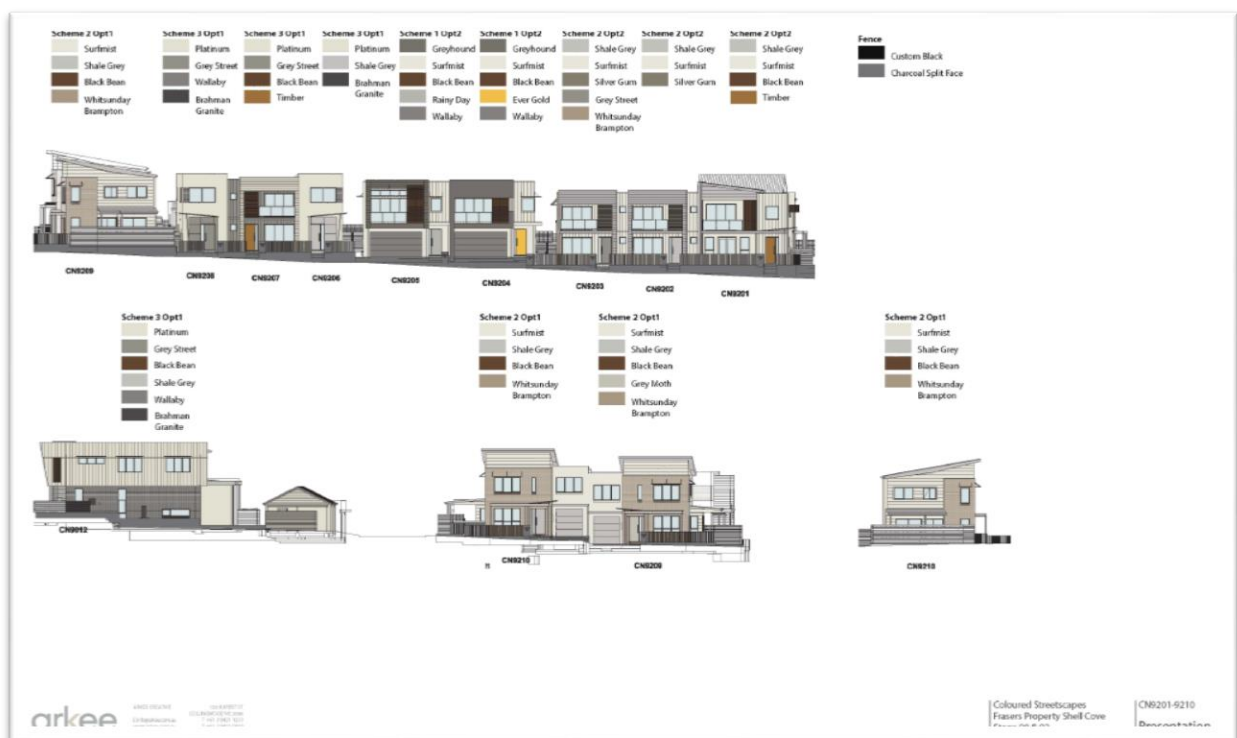 Scheme 2 Opt1
Surfmist
Shale Grey
Black Bean
Whitsunday
Brampton
Scheme 3 Opt1
Platinum
Grey Street
Wallaby
Brahman
Granite
Scheme 3 Opt1
Platinum
Grey Street
Black Bean
Timber
Scheme 3 Opt1
Platinum
Shale Grey
Brahman
Granite
Scheme 1 Opt2
Greyhound
Surfmist
Black Bean
Rainy Day
Wallaby
Scheme 1 Opt2
Greyhound
Surfmist
Black Bean
Ever Gold
Wallaby
Scheme 2 Opt2
Shale Grey
Surfmist
Silver Gum
Grey Street
Whitsunday
Brampton
Scheme 2 Opt2
Shale Grey
Surfmist
Silver Gum
Scheme 2 Opt2
Shale Grey
Surfmist
Black Bean
Timber
Fence
Custom Black
Charcoal Split Face
CN9209
CN9208
CN9207
CN9206
CN9205
CN9204
CN9203
CN9202
CN9201
Scheme 3 Opt1
Platinum
Grey Street
Black Bean
Shale Grey
Wallaby
Brahman
Granite
Scheme 2 Opt1
Surfmist
Shale Grey
Black Bean
Whitsunday
Brampton
Scheme 2 Opt1
Surfmist
Shale Grey
Black Bean
Grey Moth
Whitsunday
Brampton
Scheme 2 Opt1
Surfmist
Shale Grey
Black Bean
Whitsunday
Brampton
CN9012
CN9210
CN9209
CN9210
arkee
Coloured Streetscapes
Frasers Property Shell Cove
CN9201-9210
Presentation